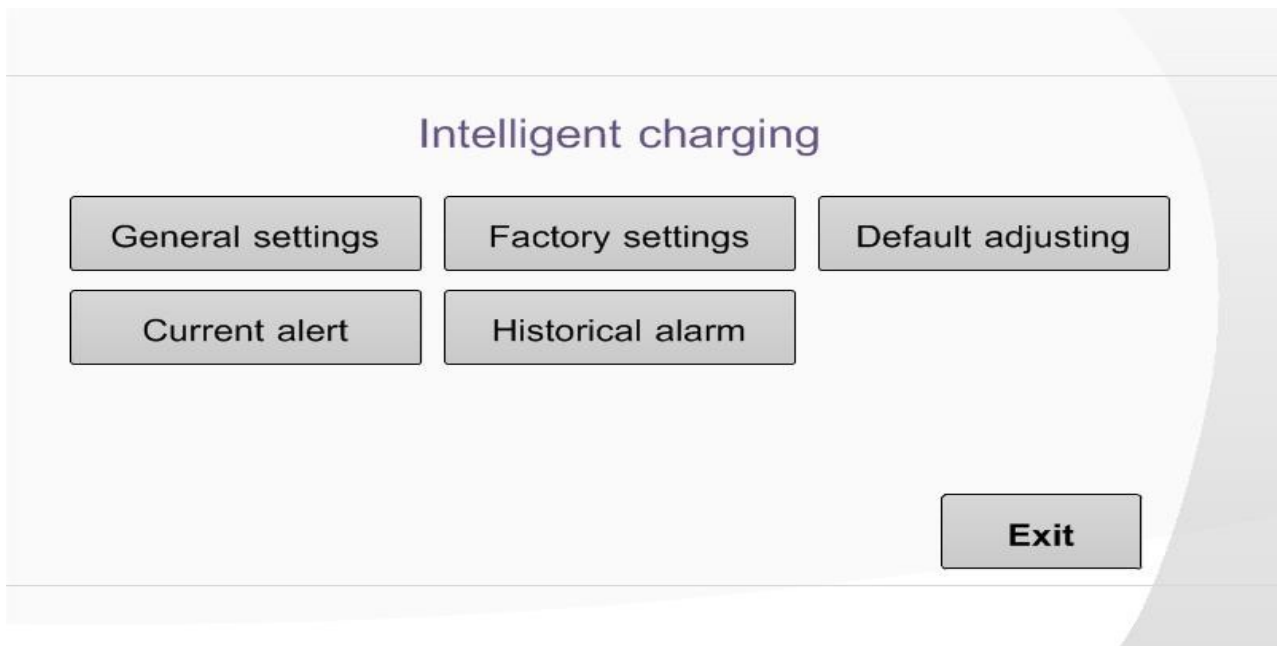 Intelligent charging
General settings
Factory settings
Default adjusting
Current alert
Historical alarm
Exit